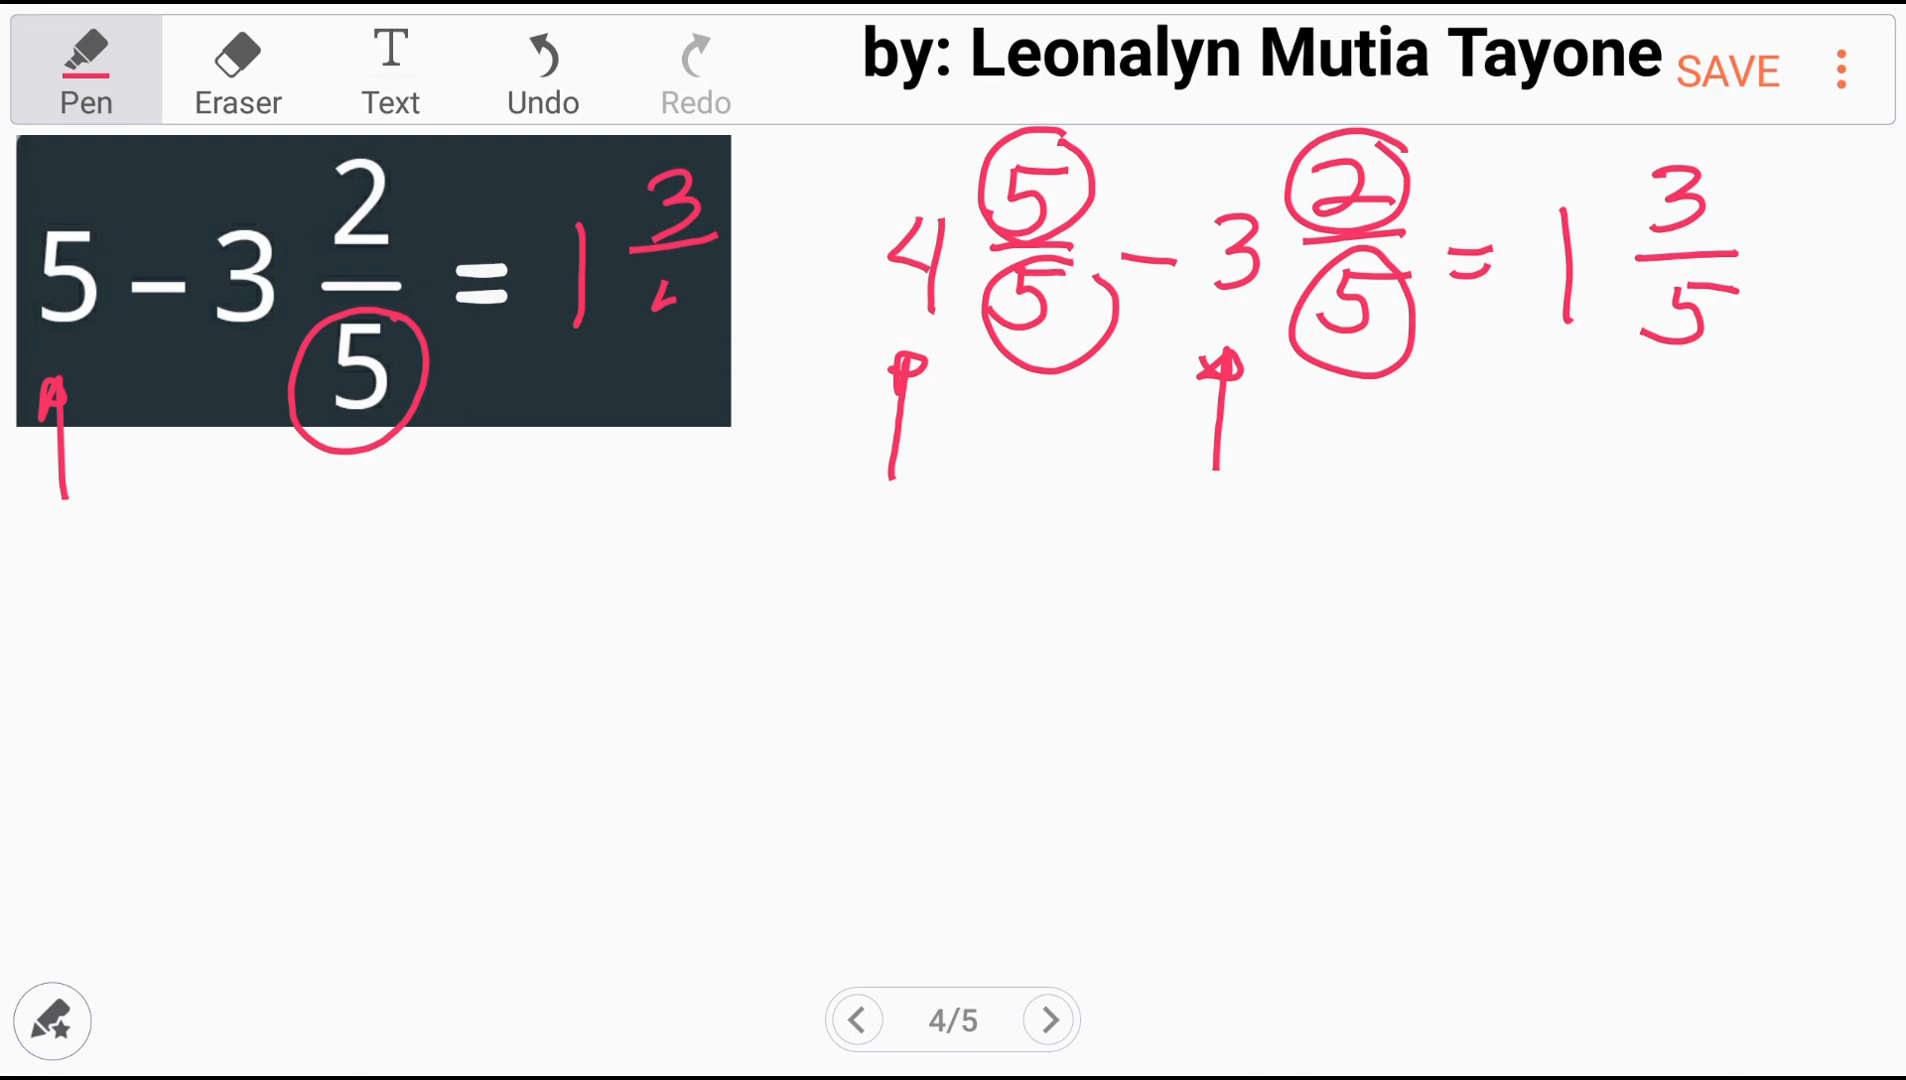 Pen Eraser Text Undo Redo by: Leonalyn Mutia Tayone SAVE
5 - 3 2/5 = 1 3/
4 5/5 - 3 2/5 = 1 3/5
4/5